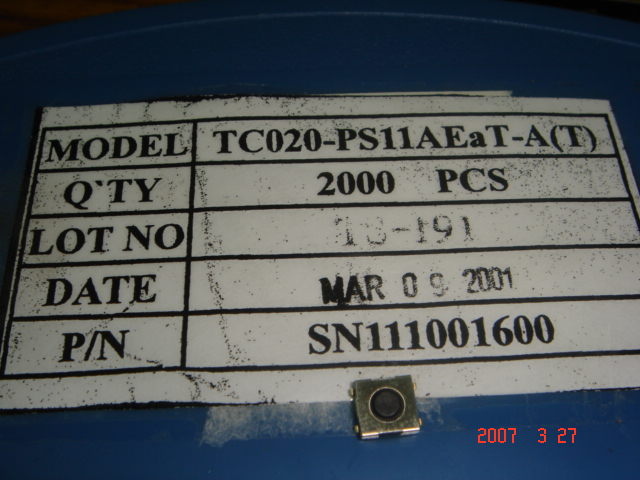 MODEL TC020-PS11AEaT-A(T)
Q`TY 2000 PCS
LOT NO
DATE MAR 09 2001
P/N SN111001600
2007 3 27